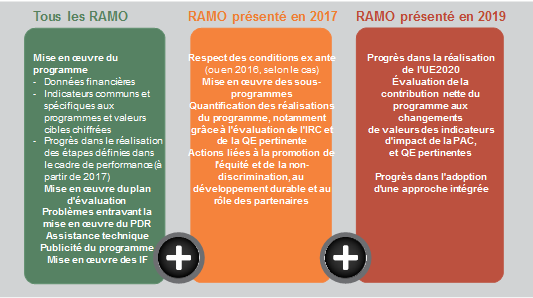 Tous les RAMO
Mise en œuvre du
programme
- Données financières
- Indicateurs communs et
spécifiques aux
programmes et valeurs
cibles chiffrées
- Progrès dans le réalisation
des étapes définies dans
le cadre de performance (à
partir de 2017)
Mise en œuvre du plan
d'évaluation
Problèmes entravant la
mise en œuvre du PDR
Assistance technique
Publicité du programme
Mise en œuvre des IF
RAMO présenté en 2017
Respect des conditions ex ante
(ou en 2016, selon le cas)
Mise en œuvre des sous-
programmes
Quantification des réalisations
du programme, notamment
grâce à l'évaluation de l'IRC et
de la QE pertinente
Actions liées à la promotion de
l'équité et de la non-
discrimination, au
développement durable et au
rôle des partenaires
RAMO présenté en 2019
Progrès dans la réalisation
de l'UE2020
Évaluation de la
contribution nette du
programme aux
changements
de valeurs des indicateurs
d'impact de la PAC,
et QE pertinentes
Progrès dans l'adoption
d'une approche intégrée